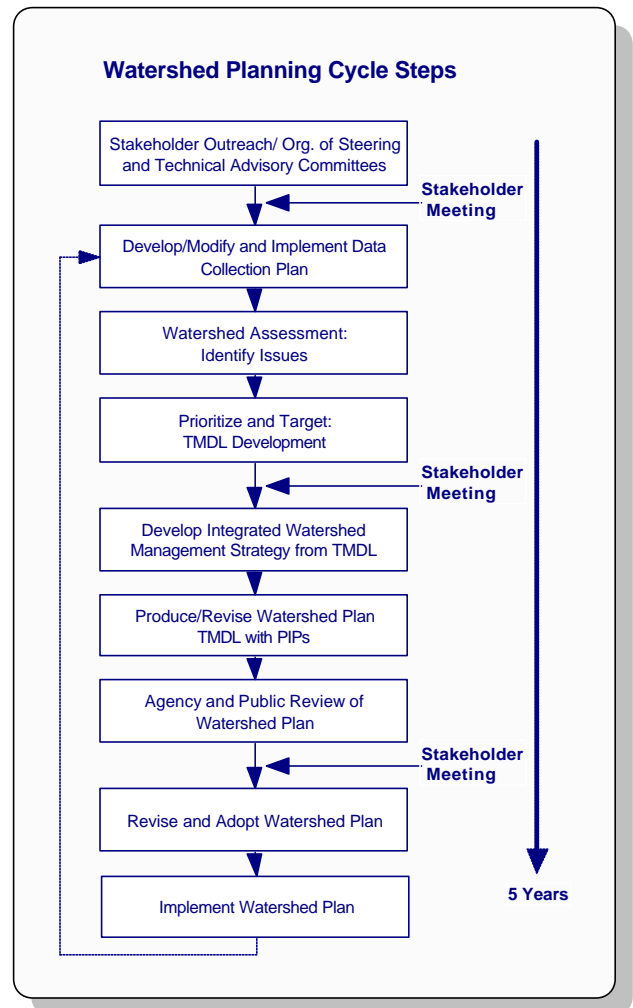 Watershed Planning Cycle Steps
Stakeholder Outreach/ Org. of Steering
and Technical Advisory Committees
Stakeholder
Meeting
Develop/Modify and Implement Data
Collection Plan
Watershed Assessment:
Identify Issues
Prioritize and Target:
TMDL Development
Stakeholder
Meeting
Develop Integrated Watershed
Management Strategy from TMDL
Produce/Revise Watershed Plan
TMDL with PIPs
Agency and Public Review of
Watershed Plan
Stakeholder
Meeting
Revise and Adopt Watershed Plan
Implement Watershed Plan
5 Years